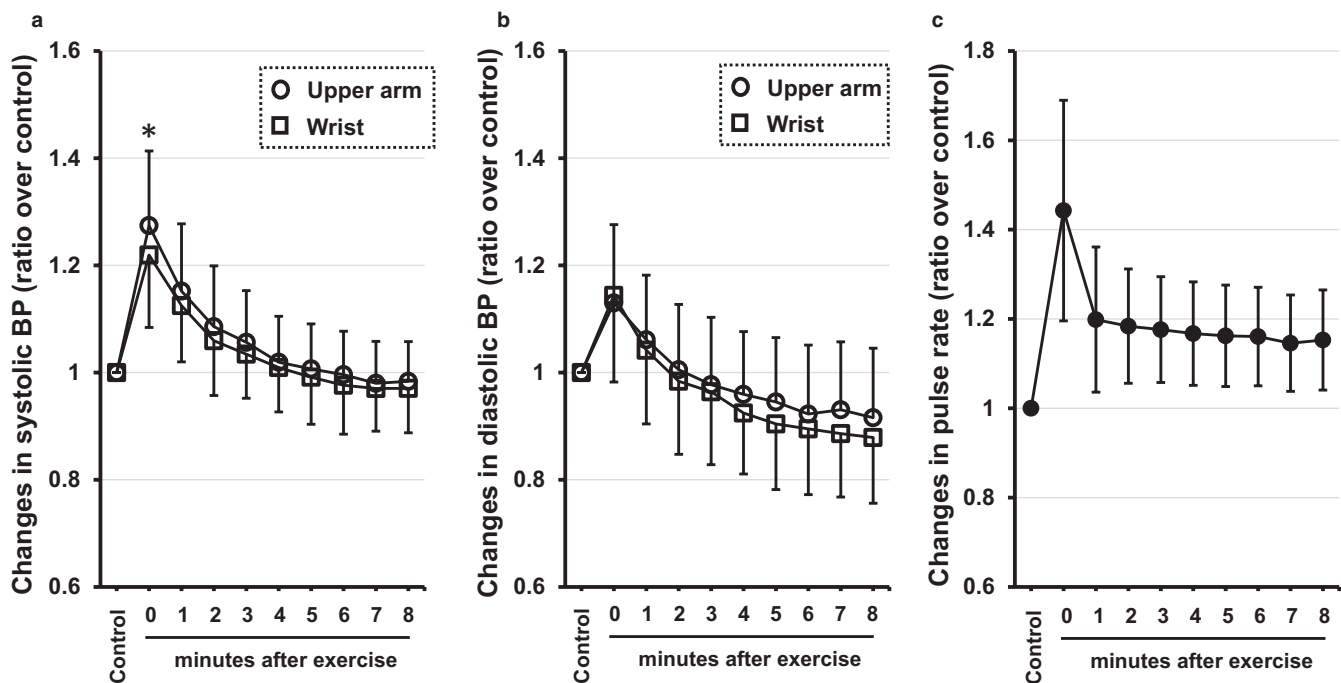 a
Changes in systolic BP (ratio over control)
1.6
1.4
1.2
1
0.8
0.6
Upper arm
Wrist
*
Control
0 1 2 3 4 5 6 7 8
minutes after exercise
b
Changes in diastolic BP (ratio over control)
1.6
1.4
1.2
1
0.8
0.6
Upper arm
Wrist
Control
0 1 2 3 4 5 6 7 8
minutes after exercise
c
Changes in pulse rate (ratio over control)
1.8
1.6
1.4
1.2
1
0.8
0.6
Control
0 1 2 3 4 5 6 7 8
minutes after exercise